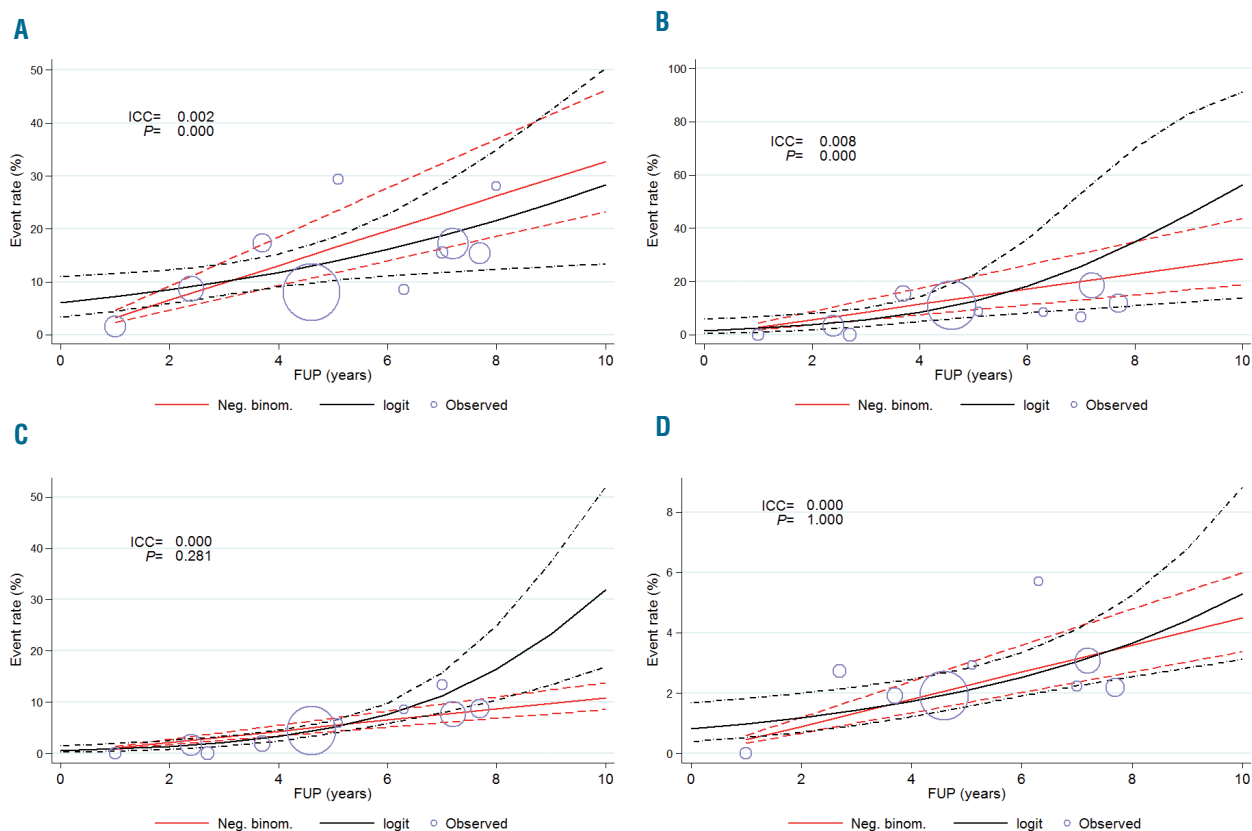 A
Event rate (%)
50
40
30
20
10
0
ICC= 0.002
P= 0.000
0 2 4 6 8 10
FUP (years)
Neg. binom. logit Observed
B
Event rate (%)
100
80
60
40
20
0
ICC= 0.008
P= 0.000
0 2 4 6 8 10
FUP (years)
Neg. binom. logit Observed
C
Event rate (%)
50
40
30
20
10
0
ICC= 0.000
P= 0.281
0 2 4 6 8 10
FUP (years)
Neg. binom. logit Observed
D
Event rate (%)
8
6
4
2
0
ICC= 0.000
P= 1.000
0 2 4 6 8 10
FUP (years)
Neg. binom. logit Observed